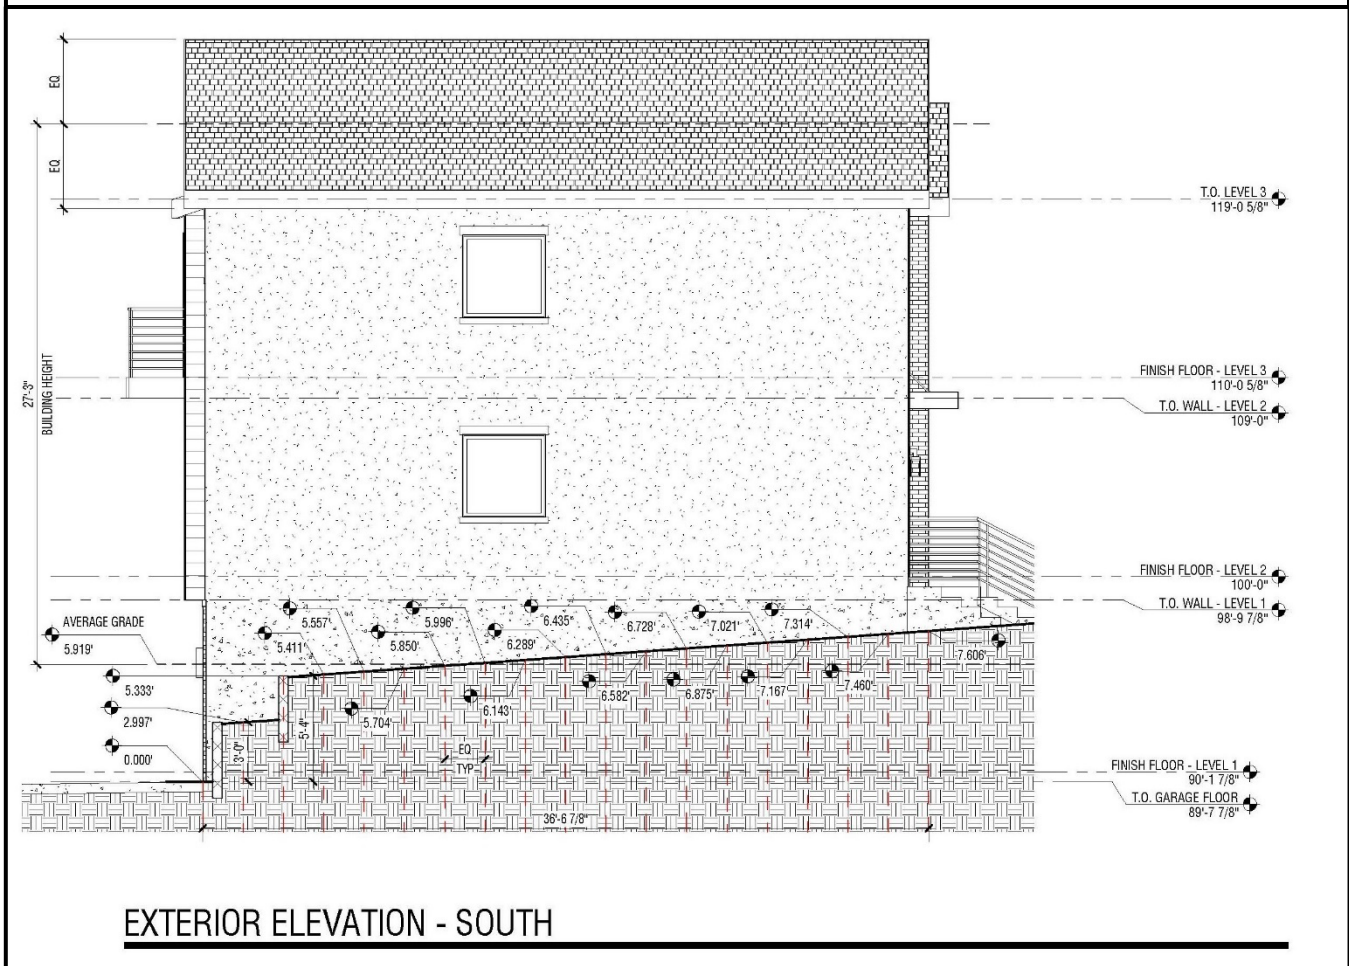 EQ
EQ
T.O. LEVEL 3
119'-0 5/8"
27'-3"
BUILDING HEIGHT
FINISH FLOOR - LEVEL 3
110'-0 5/8"
T.O. WALL - LEVEL 2
109'-0"
FINISH FLOOR - LEVEL 2
100'-0"
T.O. WALL - LEVEL 1
98'-9 7/8"
AVERAGE GRADE
5.919'
5.557'
5.996'
6.435'
6.728'
7.021'
7.314'
5.411'
5.850'
6.289'
7.606'
5.333'
2.997'
0.000'
5.704'
6.143'
6.582'
6.875'
7.167'
7.460'
3'-0"
5'-4"
EQ
TYP
FINISH FLOOR - LEVEL 1
90'-1 7/8"
T.O. GARAGE FLOOR
89'-7 7/8"
36'-6 7/8"
EXTERIOR ELEVATION - SOUTH